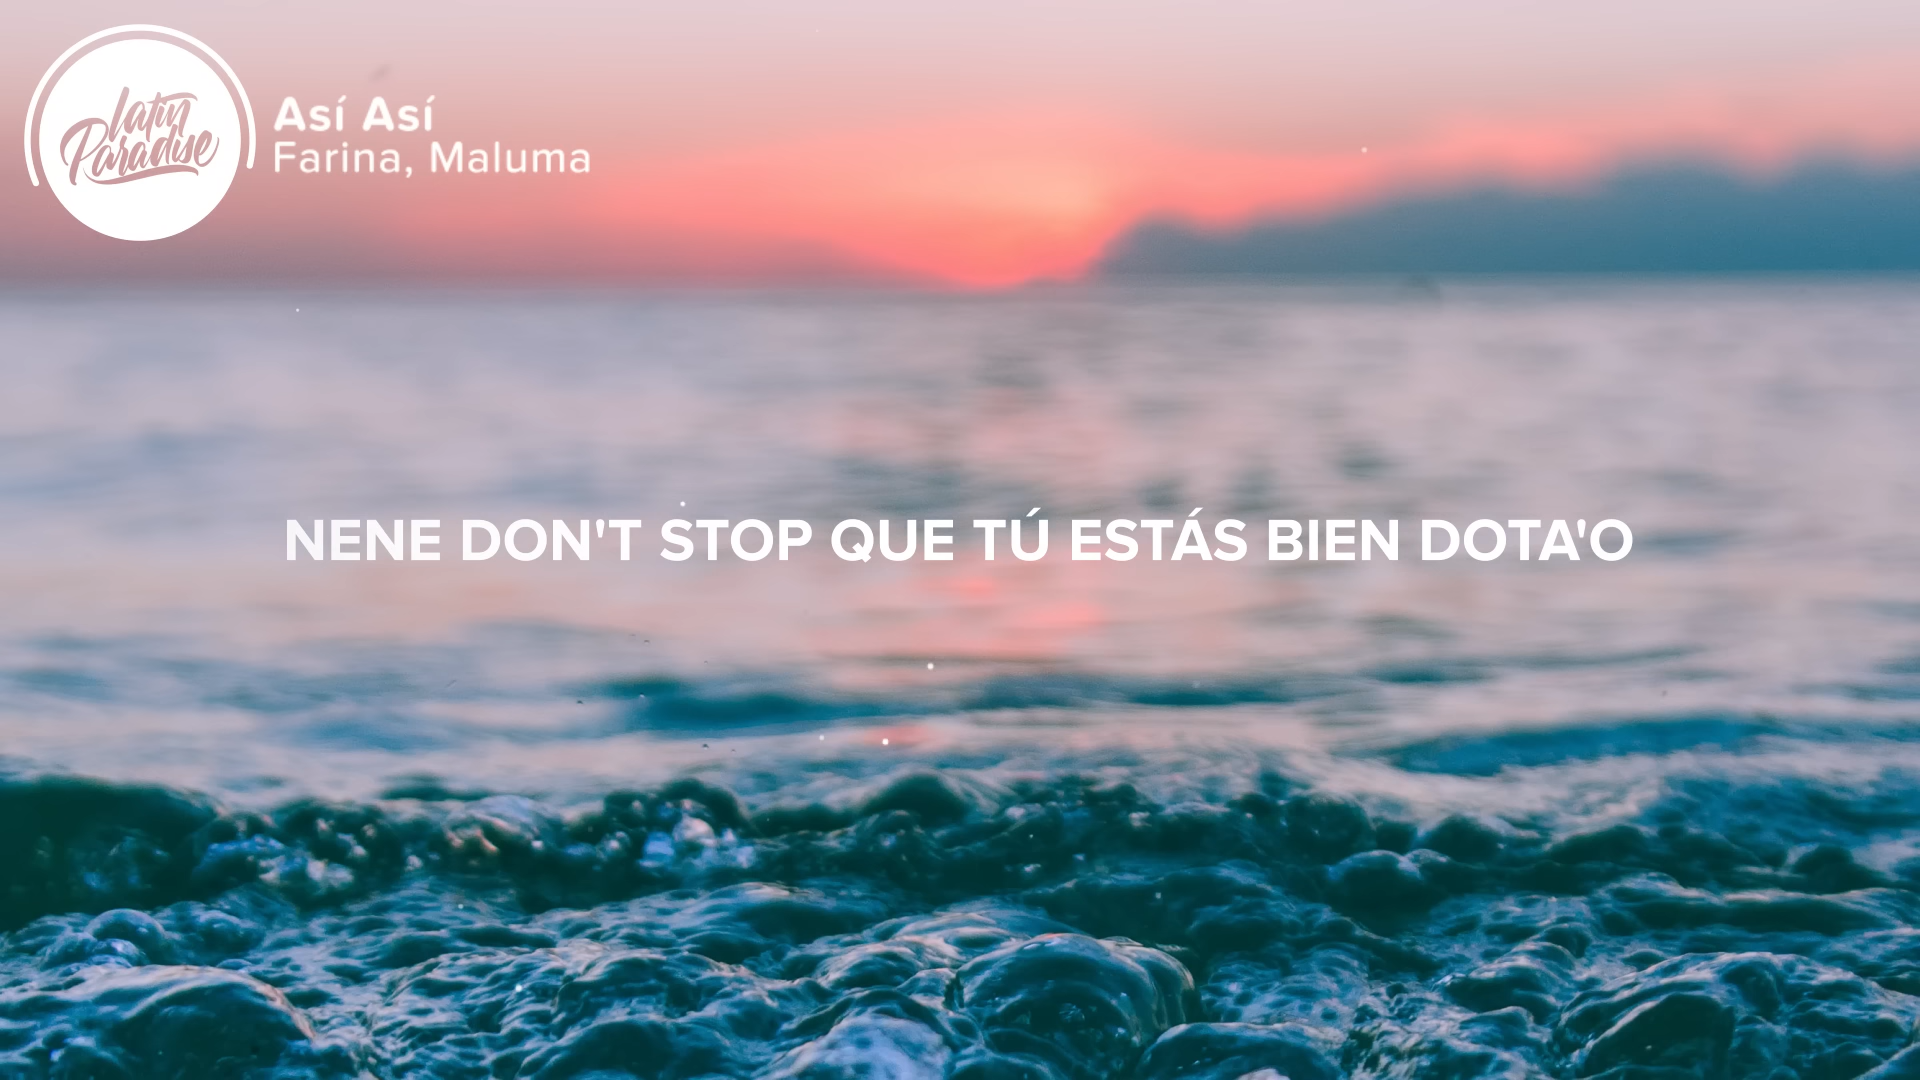 latin
Paradise
Así Así
Farina, Maluma
NENE DON'T STOP QUE TÚ ESTÁS BIEN DOTA'O